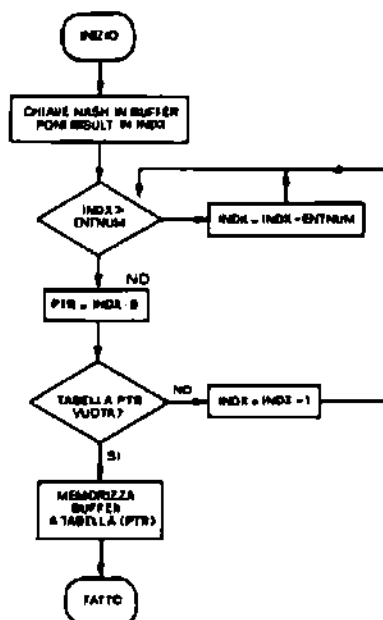 INIZIO
CHIAVE HASH IN BUFFER
PONI RESULT IN INDX
INDX >
ENTNUM
INDX = INDX - ENTNUM
NO
PTR = INDX · 8
TABELLA PTR
VUOTA?
NO
INDX = INDX + 1
SI
MEMORIZZA
BUFFER
A TABELLA (PTR)
FATTO